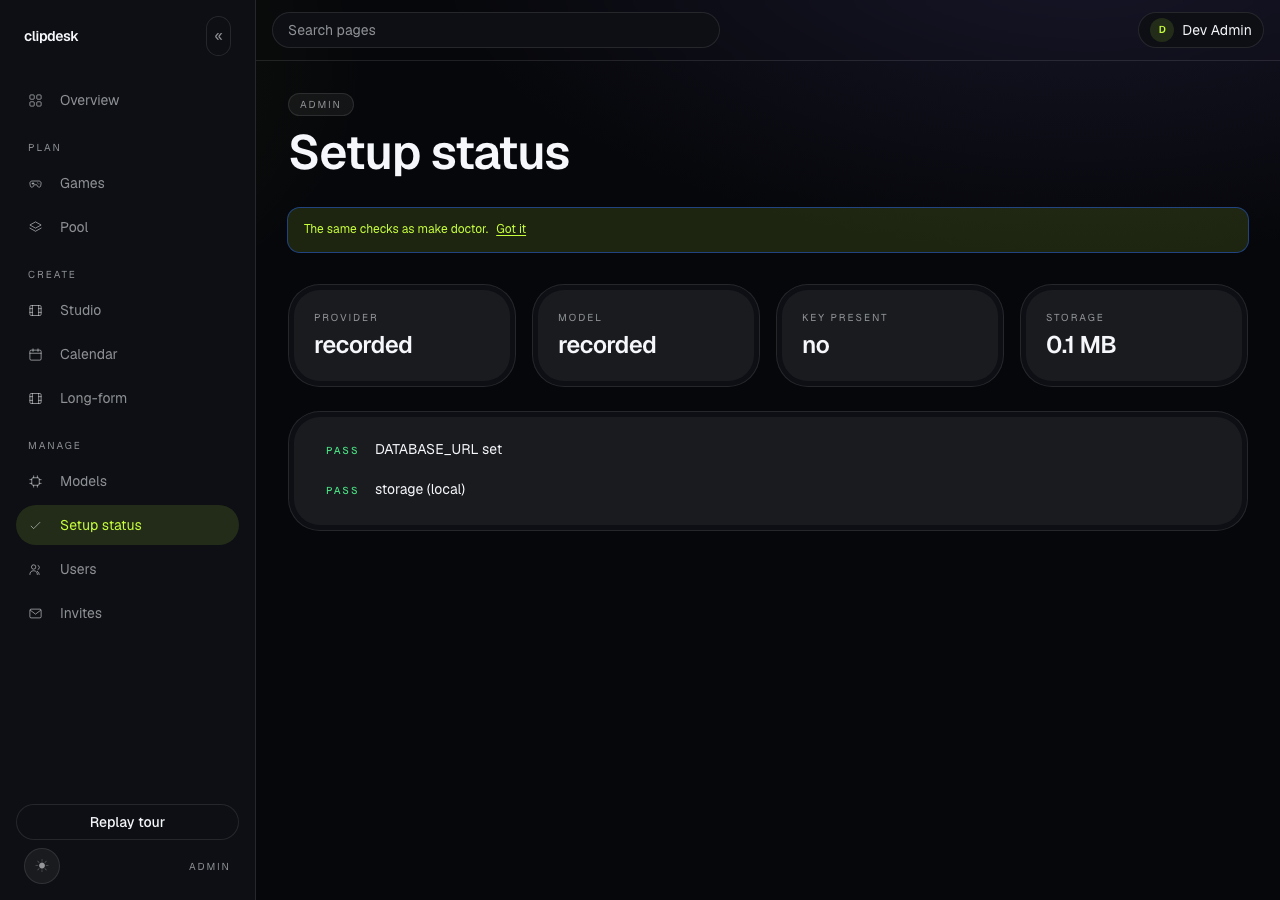 clipdesk
«
Search pages
D
Dev Admin
Overview
PLAN
Games
Pool
CREATE
Studio
Calendar
Long-form
MANAGE
Models
Setup status
Users
Invites
Replay tour
ADMIN
ADMIN
Setup status
The same checks as make doctor. Got it
PROVIDER
recorded
MODEL
recorded
KEY PRESENT
no
STORAGE
0.1 MB
PASS DATABASE_URL set
PASS storage (local)